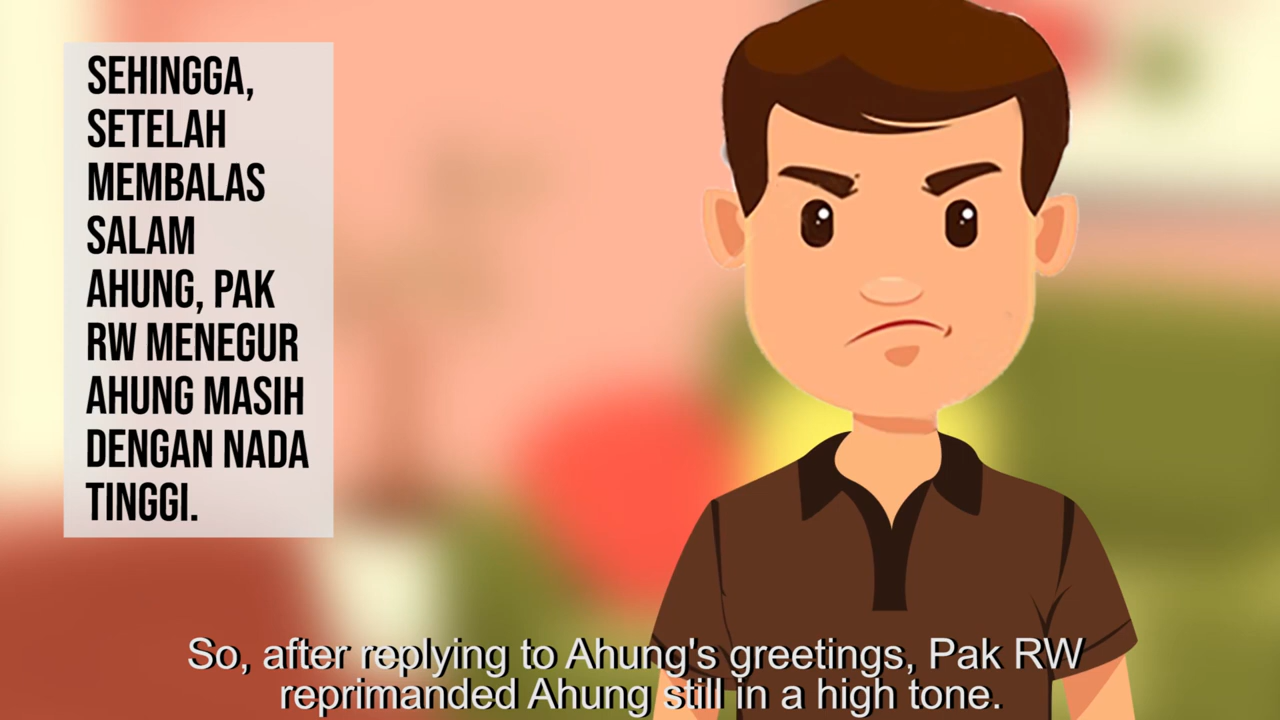 SEHINGGA,
SETELAH
MEMBALAS
SALAM
AHUNG, PAK
RW MENEGUR
AHUNG MASIH
DENGAN NADA
TINGGI.
So, after replying to Ahung's greetings, Pak RW
reprimanded Ahung still in a high tone.